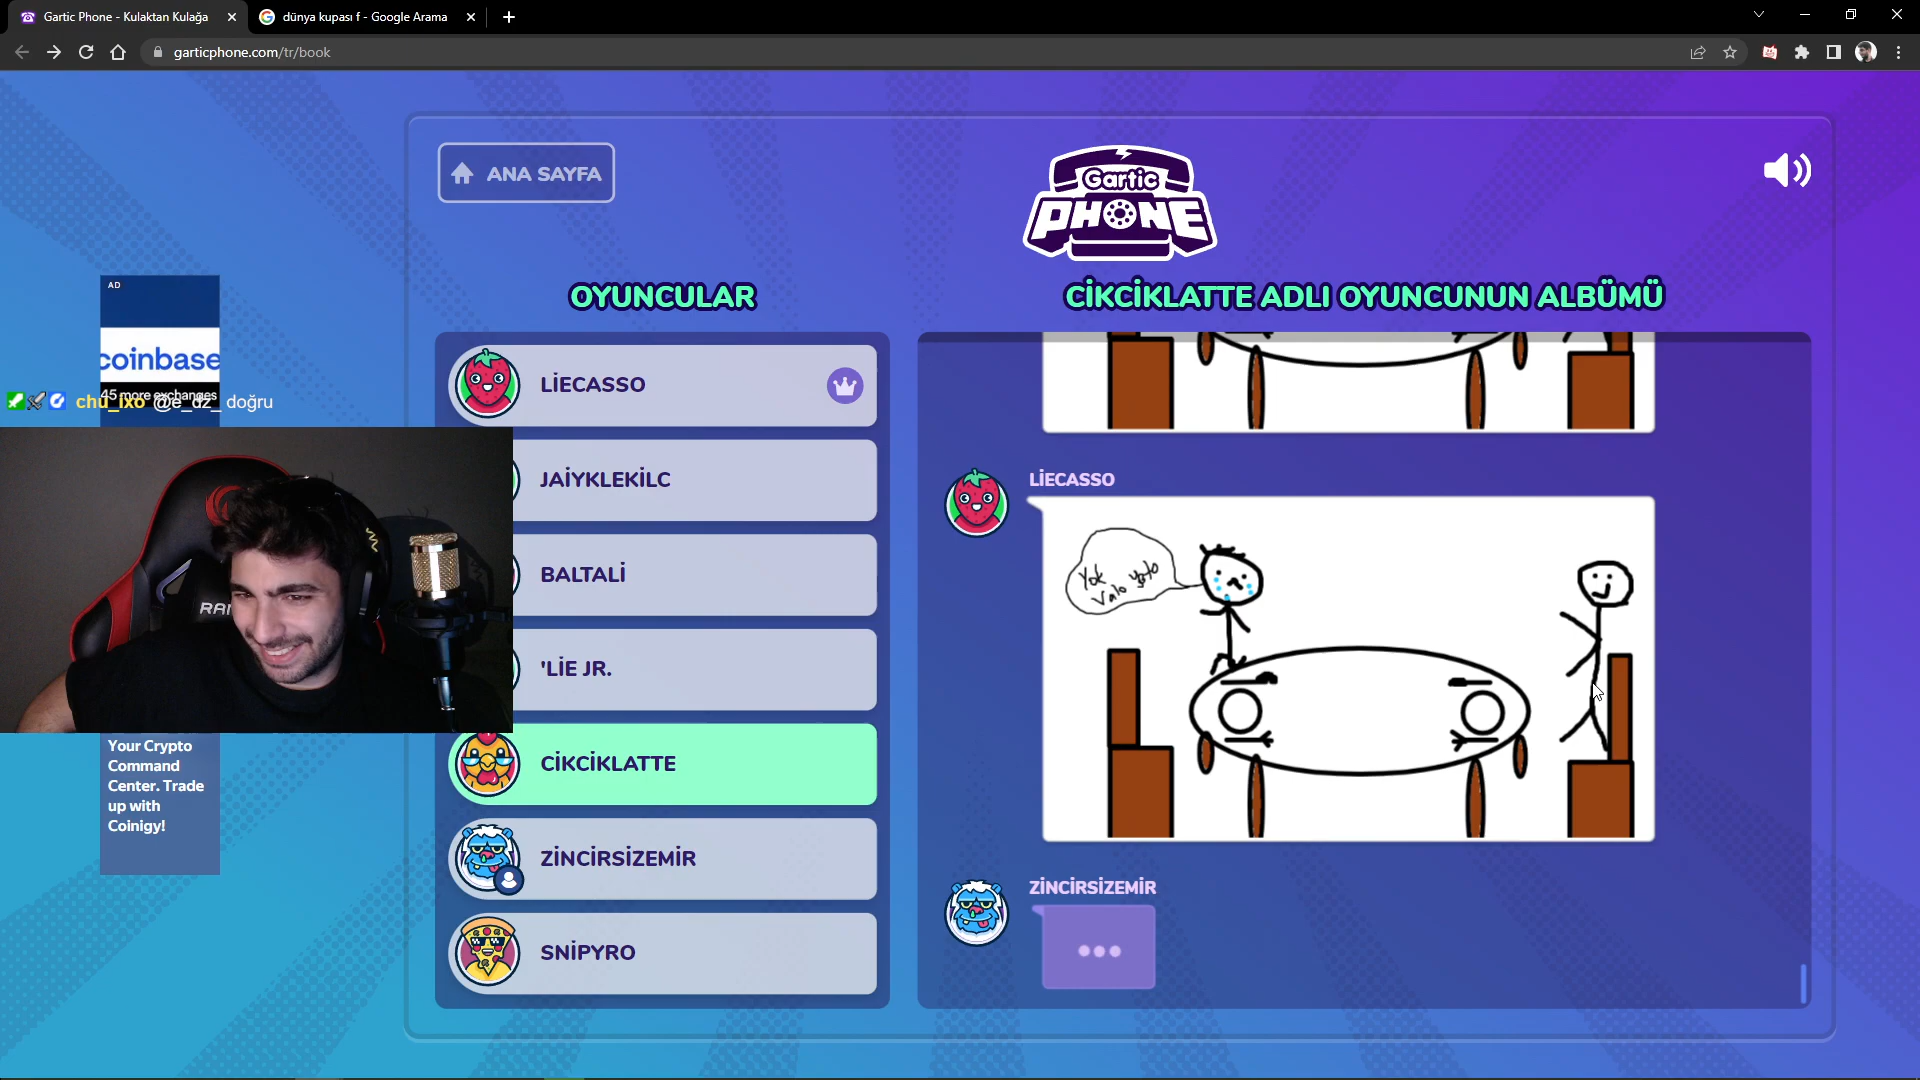 Gartic Phone - Kulaktan Kulağa
dünya kupası f - Google Arama
garticphone.com/tr/book
ANA SAYFA
Gartic
PHONE
OYUNCULAR
CİKCİKLATTE ADLI OYUNCUNUN ALBÜMÜ
AD
coinbase
45 more exchanges
chu_ixo @e_dz_ doğru
Your Crypto
Command
Center. Trade
up with
Coinigy!
LİECASSO
JAİYKLEKİLC
BALTALİ
'LİE JR.
CİKCİKLATTE
ZİNCİRSİZEMİR
SNİPYRO
LİECASSO
Yok
Valo
ZİNCİRSİZEMİR